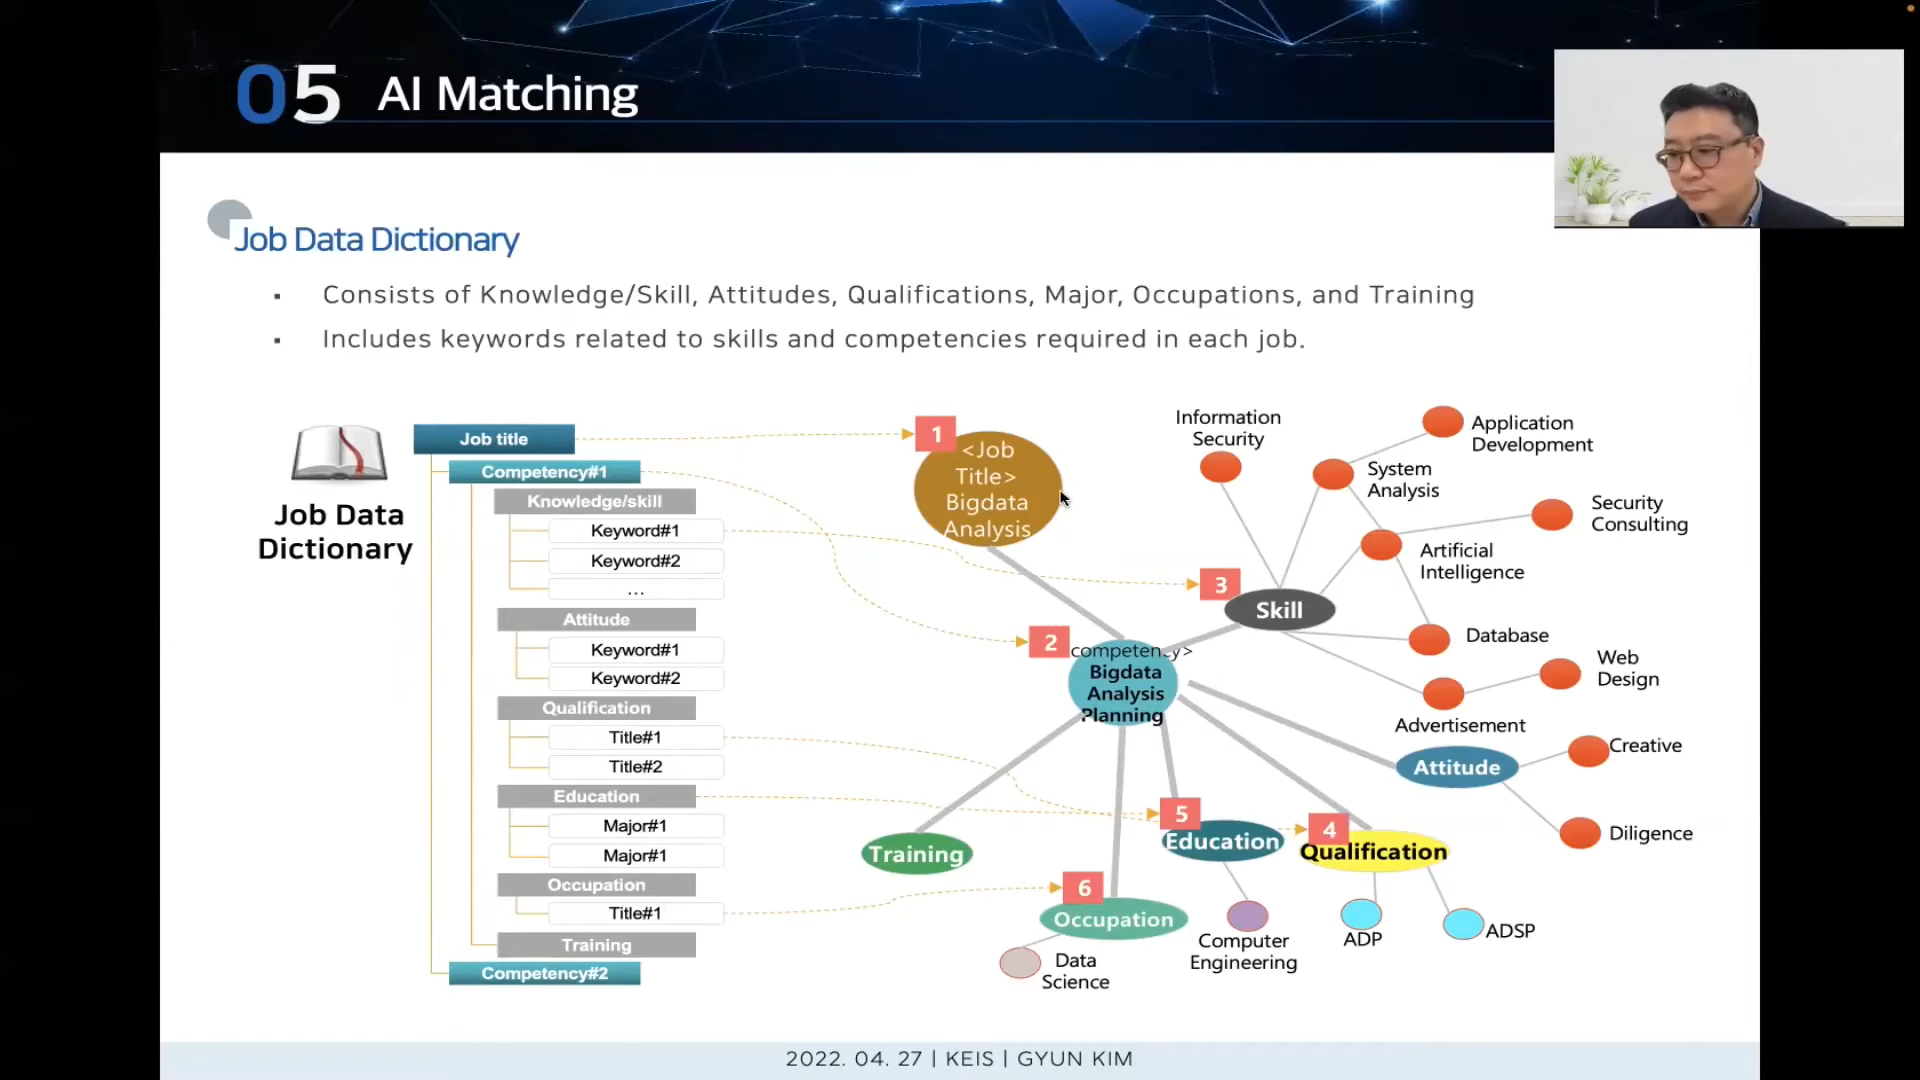 05 AI Matching
Job Data Dictionary
▪ Consists of Knowledge/Skill, Attitudes, Qualifications, Major, Occupations, and Training
▪ Includes keywords related to skills and competencies required in each job.
Job Data
Dictionary
Job title
Competency#1
Knowledge/skill
Keyword#1
Keyword#2
...
Attitude
Keyword#1
Keyword#2
Qualification
Title#1
Title#2
Education
Major#1
Major#1
Occupation
Title#1
Training
Competency#2
1
<Job
Title>
Bigdata
Analysis
2
competency>
Bigdata
Analysis
Planning
3
Skill
Information
Security
System
Analysis
Application
Development
Artificial
Intelligence
Security
Consulting
Database
Advertisement
Web
Design
Attitude
Creative
Diligence
4
Qualification
ADP
ADSP
5
Education
Computer
Engineering
6
Occupation
Data
Science
Training
2022. 04. 27 | KEIS | GYUN KIM